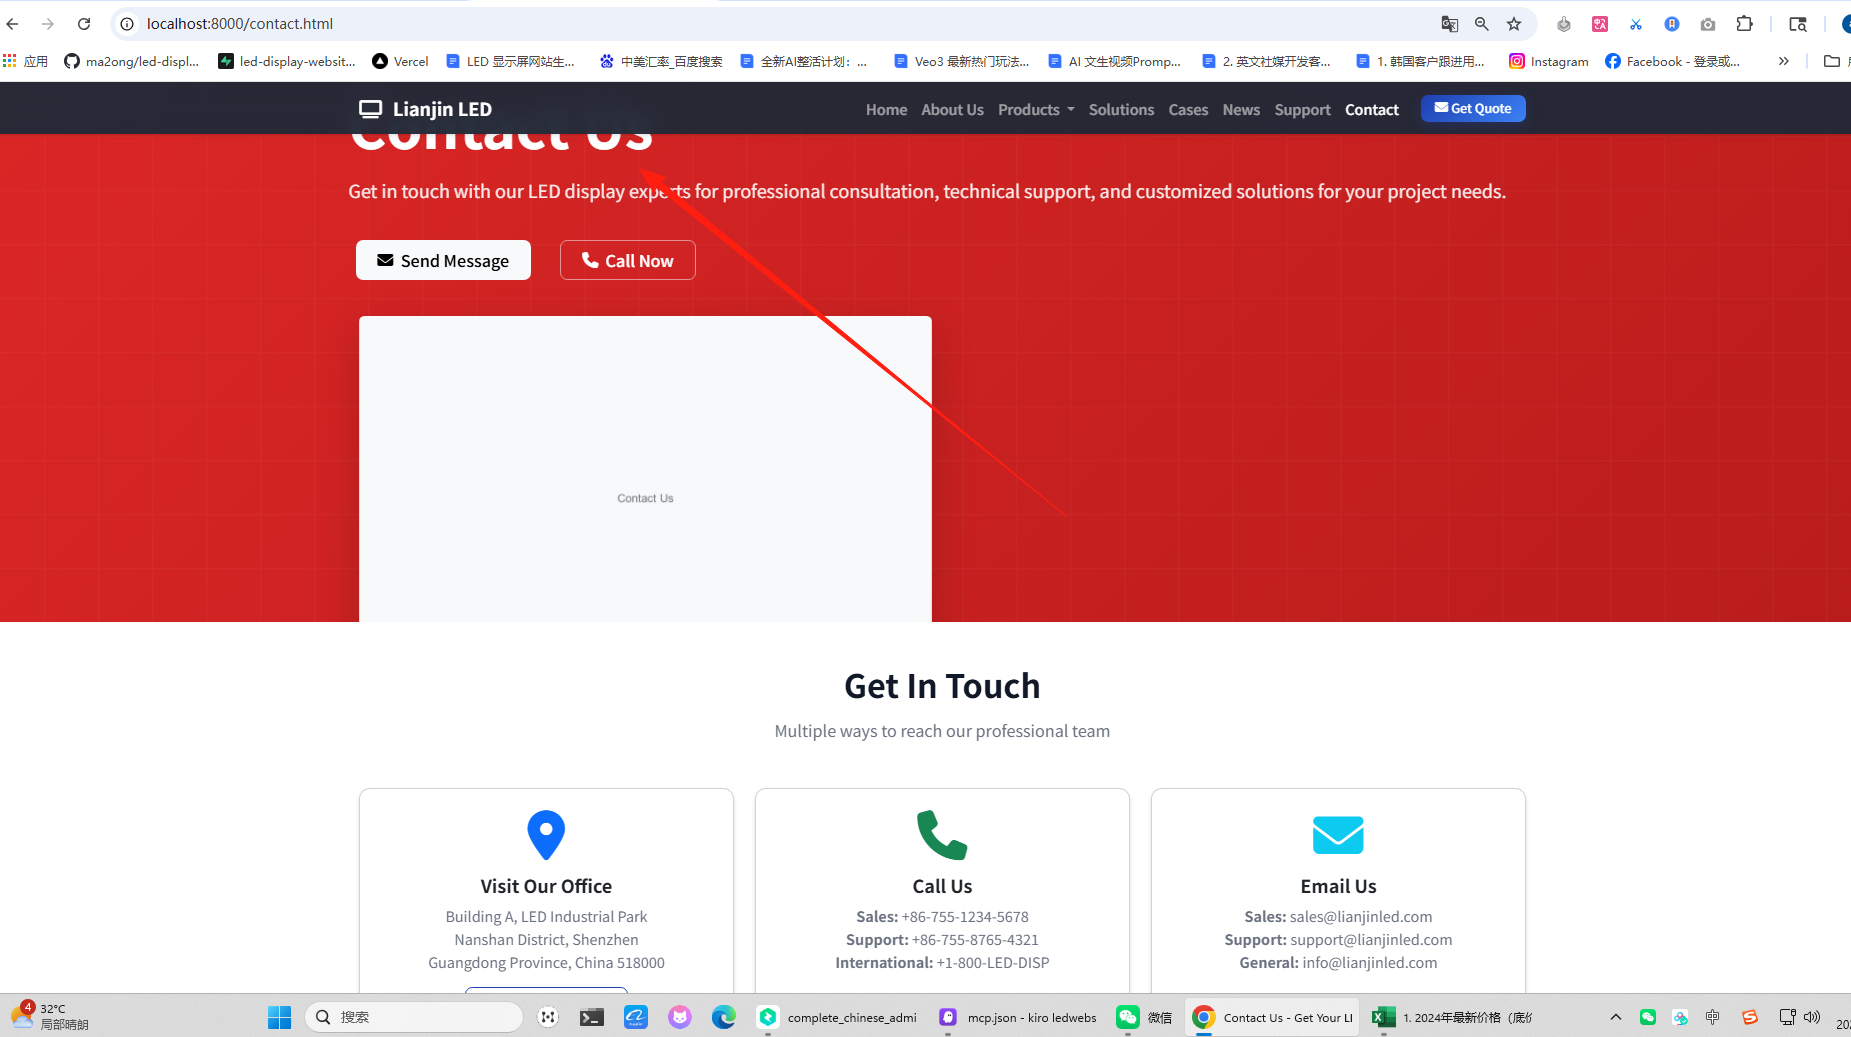 localhost:8000/contact.html
应用
ma2ong/led-displ...
led-display-websit...
Vercel
LED 显示屏网站生...
中美汇率_百度搜索
全新AI整活计划：...
Veo3 最新热门玩法...
AI 文生视频Promp...
2. 英文社媒开发客...
1. 韩国客户跟进用...
Instagram
Facebook - 登录或...
Lianjin LED
Home
About Us
Products
Solutions
Cases
News
Support
Contact
Get Quote
Contact Us
Get in touch with our LED display experts for professional consultation, technical support, and customized solutions for your project needs.
Send Message
Call Now
Contact Us
Get In Touch
Multiple ways to reach our professional team
Visit Our Office
Building A, LED Industrial Park
Nanshan District, Shenzhen
Guangdong Province, China 518000
Call Us
Sales: +86-755-1234-5678
Support: +86-755-8765-4321
International: +1-800-LED-DISP
Email Us
Sales: sales@lianjinled.com
Support: support@lianjinled.com
General: info@lianjinled.com
4
32°C
局部晴朗
搜索
complete_chinese_admi
mcp.json - kiro ledwebs
微信
Contact Us - Get Your LI
1. 2024年最新价格（底价
中
202